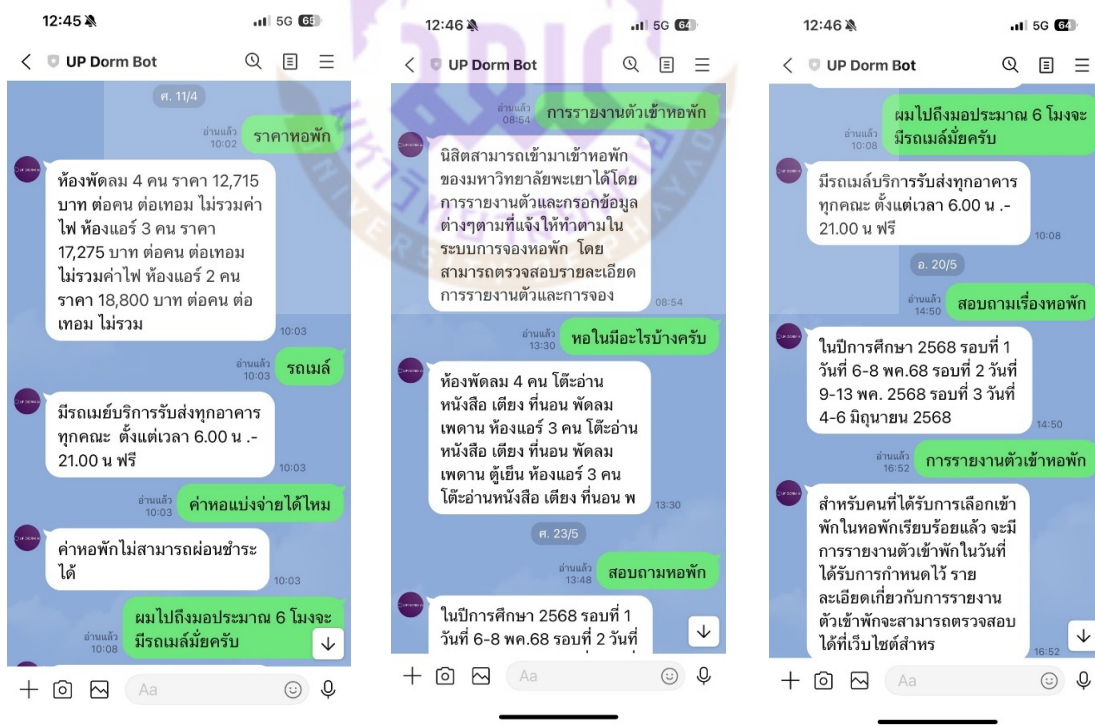 12:45
5G 65
UP Dorm Bot
ศ. 11/4
อ่านแล้ว
10:02
ราคาหอพัก
ห้องพัดลม 4 คน ราคา 12,715
บาท ต่อคน ต่อเทอม ไม่รวมค่า
ไฟ ห้องแอร์ 3 คน ราคา
17,275 บาท ต่อคน ต่อเทอม
ไม่รวมค่าไฟ ห้องแอร์ 2 คน
ราคา 18,800 บาท ต่อคน ต่อ
เทอม ไม่รวม
10:03
อ่านแล้ว
10:03
รถเมล์
มีรถเมย์บริการรับส่งทุกอาคาร
ทุกคณะ ตั้งแต่เวลา 6.00 น .-
21.00 น ฟรี
10:03
อ่านแล้ว
10:03
ค่าหอแบ่งจ่ายได้ไหม
ค่าหอพักไม่สามารถผ่อนชำระ
ได้
10:03
ผมไปถึงมอประมาณ 6 โมงจะ
มีรถเมล์มั่ยครับ
อ่านแล้ว
10:08
Aa
12:46
5G 64
UP Dorm Bot
อ่านแล้ว
08:54
การรายงานตัวเข้าหอพัก
นิสิตสามารถเข้ามาเข้าหอพัก
ของมหาวิทยาลัยพะเยาได้โดย
การรายงานตัวและกรอกข้อมูล
ต่างๆตามที่แจ้งให้ทำตามใน
ระบบการจองหอพัก โดย
สามารถตรวจสอบรายละเอียด
การรายงานตัวและการจอง
08:54
อ่านแล้ว
13:30
หอในมีอะไรบ้างครับ
ห้องพัดลม 4 คน โต๊ะอ่าน
หนังสือ เตียง ที่นอน พัดลม
เพดาน ห้องแอร์ 3 คน โต๊ะอ่าน
หนังสือ เตียง ที่นอน พัดลม
เพดาน ตู้เย็น ห้องแอร์ 3 คน
โต๊ะอ่านหนังสือ เตียง ที่นอน พ
13:30
ศ. 23/5
อ่านแล้ว
13:48
สอบถามหอพัก
ในปีการศึกษา 2568 รอบที่ 1
วันที่ 6-8 พค.68 รอบที่ 2 วันที่
Aa
12:46
5G 64
UP Dorm Bot
ผมไปถึงมอประมาณ 6 โมงจะ
มีรถเมล์มั่ยครับ
อ่านแล้ว
10:08
มีรถเมล์บริการรับส่งทุกอาคาร
ทุกคณะ ตั้งแต่เวลา 6.00 น .-
21.00 น ฟรี
10:08
อ. 20/5
อ่านแล้ว
14:50
สอบถามเรื่องหอพัก
ในปีการศึกษา 2568 รอบที่ 1
วันที่ 6-8 พค.68 รอบที่ 2 วันที่
9-13 พค. 2568 รอบที่ 3 วันที่
4-6 มิถุนายน 2568
14:50
อ่านแล้ว
16:52
การรายงานตัวเข้าหอพัก
สำหรับคนที่ได้รับการเลือกเข้า
พักในหอพักเรียบร้อยแล้ว จะมี
การรายงานตัวเข้าพักในวันที่
ได้รับการกำหนดไว้ ราย
ละเอียดเกี่ยวกับการรายงาน
ตัวเข้าพักจะสามารถตรวจสอบ
ได้ที่เว็บไซต์สำหร
16:52
Aa